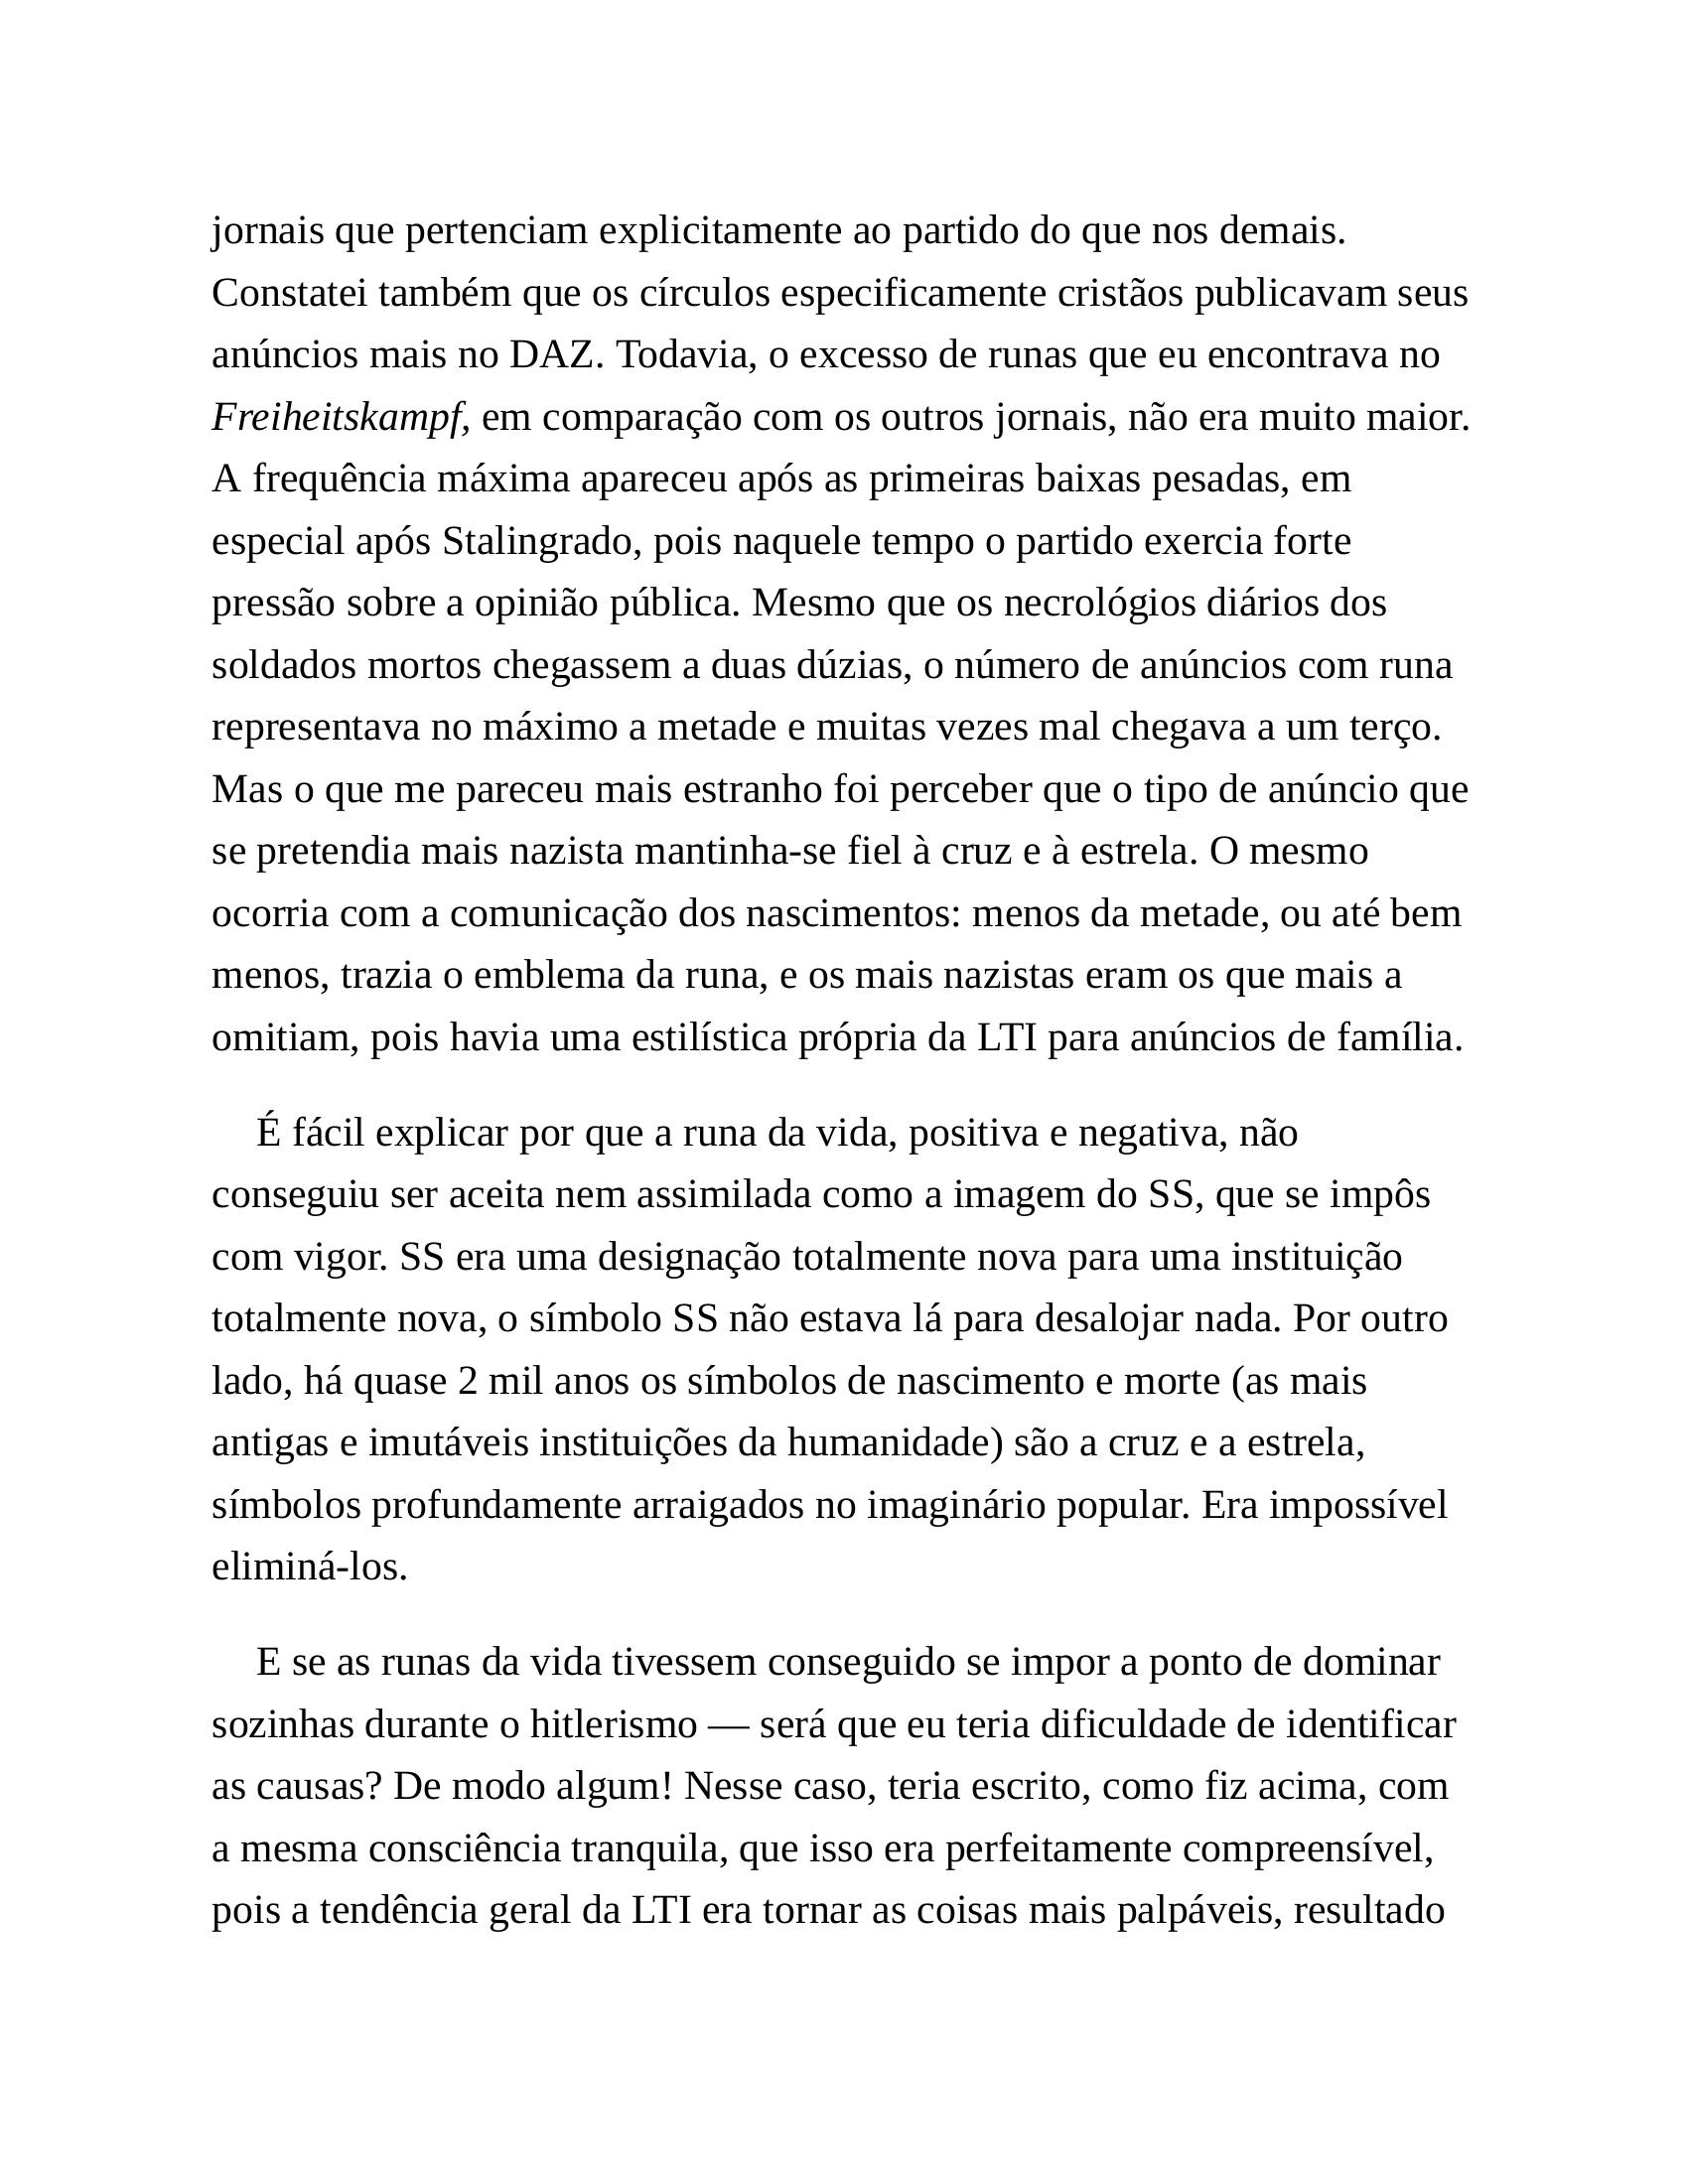 jornais que pertenciam explicitamente ao partido do que nos demais.
Constatei também que os círculos especificamente cristãos publicavam seus
anúncios mais no DAZ. Todavia, o excesso de runas que eu encontrava no
Freiheitskampf, em comparação com os outros jornais, não era muito maior.
A frequência máxima apareceu após as primeiras baixas pesadas, em
especial após Stalingrado, pois naquele tempo o partido exercia forte
pressão sobre a opinião pública. Mesmo que os necrológios diários dos
soldados mortos chegassem a duas dúzias, o número de anúncios com runa
representava no máximo a metade e muitas vezes mal chegava a um terço.
Mas o que me pareceu mais estranho foi perceber que o tipo de anúncio que
se pretendia mais nazista mantinha-se fiel à cruz e à estrela. O mesmo
ocorria com a comunicação dos nascimentos: menos da metade, ou até bem
menos, trazia o emblema da runa, e os mais nazistas eram os que mais a
omitiam, pois havia uma estilística própria da LTI para anúncios de família.
É fácil explicar por que a runa da vida, positiva e negativa, não
conseguiu ser aceita nem assimilada como a imagem do SS, que se impôs
com vigor. SS era uma designação totalmente nova para uma instituição
totalmente nova, o símbolo SS não estava lá para desalojar nada. Por outro
lado, há quase 2 mil anos os símbolos de nascimento e morte (as mais
antigas e imutáveis instituições da humanidade) são a cruz e a estrela,
símbolos profundamente arraigados no imaginário popular. Era impossível
eliminá-los.
E se as runas da vida tivessem conseguido se impor a ponto de dominar
sozinhas durante o hitlerismo — será que eu teria dificuldade de identificar
as causas? De modo algum! Nesse caso, teria escrito, como fiz acima, com
a mesma consciência tranquila, que isso era perfeitamente compreensível,
pois a tendência geral da LTI era tornar as coisas mais palpáveis, resultado